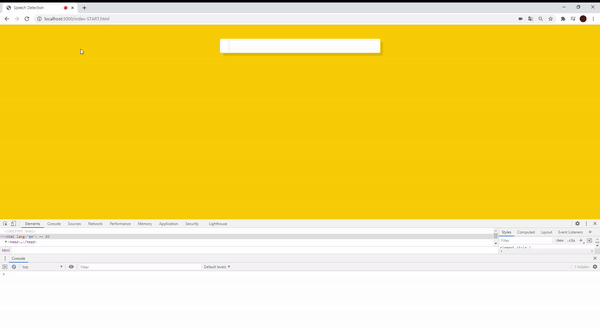 Speech Detection
localhost:3000/index-START.html
Elements Console Sources Network Performance Memory Application Security Lighthouse
Styles Computed Layout Event Listeners
<!DOCTYPE html>
<html lang="en"> == $0
<head>…</head>
Filter :hov .cls
element.style {
html
Console
top Filter Default levels 1 hidden